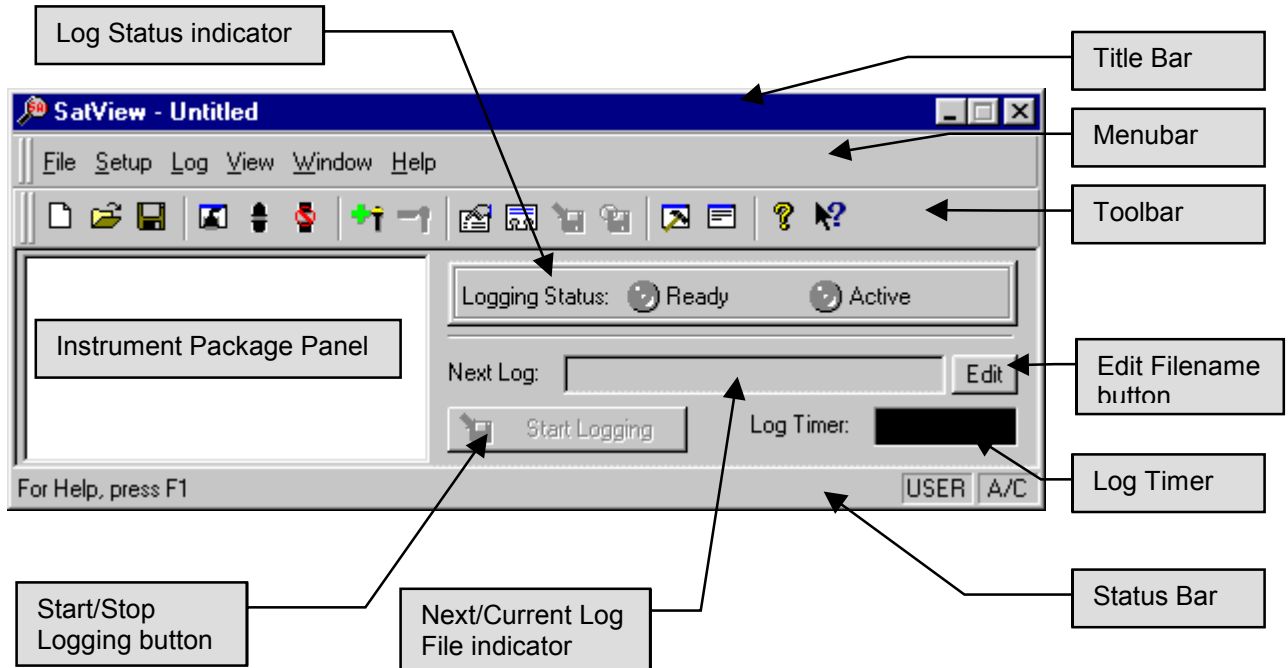 Log Status indicator
Title Bar
SatView - Untitled
Menubar
File Setup Log View Window Help
Toolbar
Logging Status: Ready Active
Instrument Package Panel
Next Log: Edit
Edit Filename
button
Start Logging Log Timer:
Log Timer
For Help, press F1 USER A/C
Start/Stop
Logging button
Next/Current Log
File indicator
Status Bar